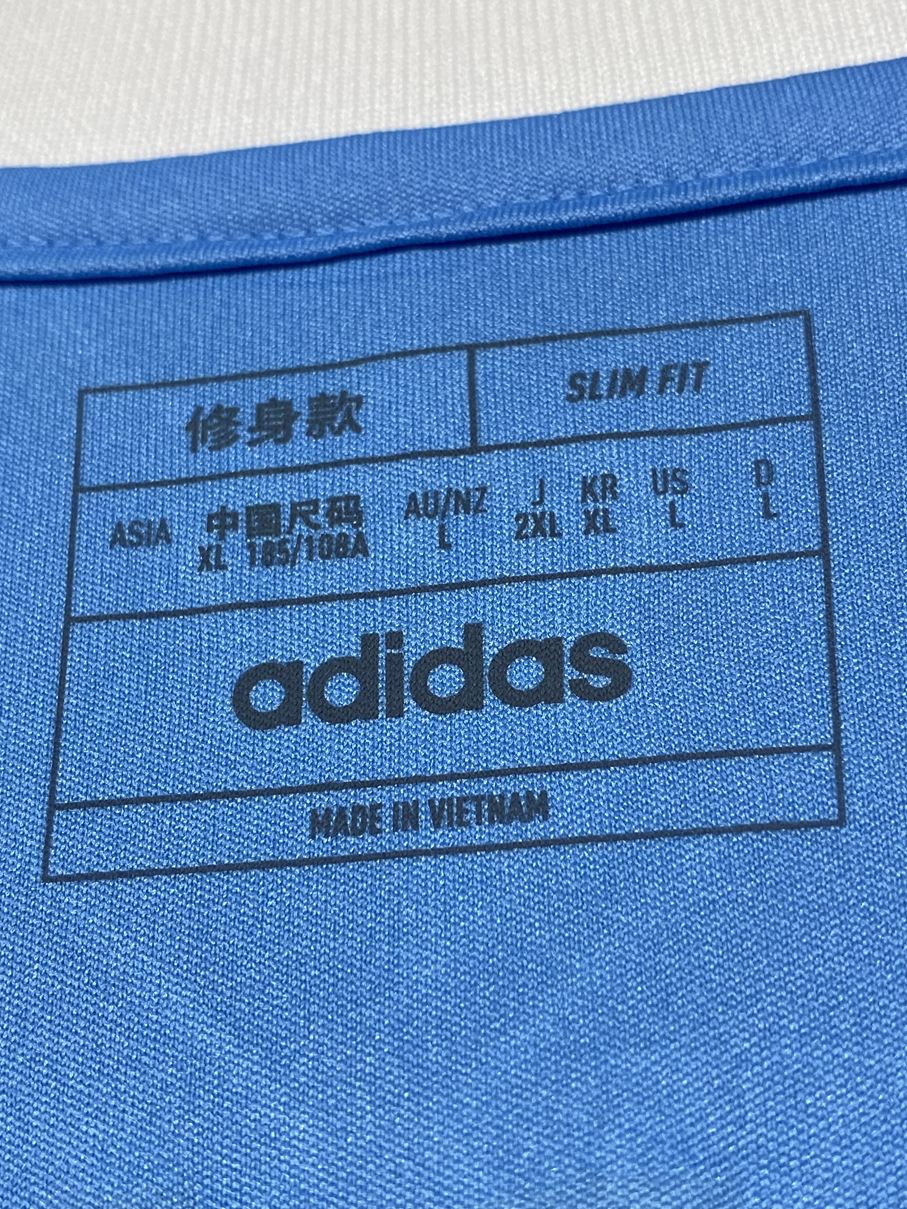 修身款 SLIM FIT
ASIA 中国尺码 AU/NZ J KR US D
XL 185/108A L 2XL XL L L
adidas
MADE IN VIETNAM